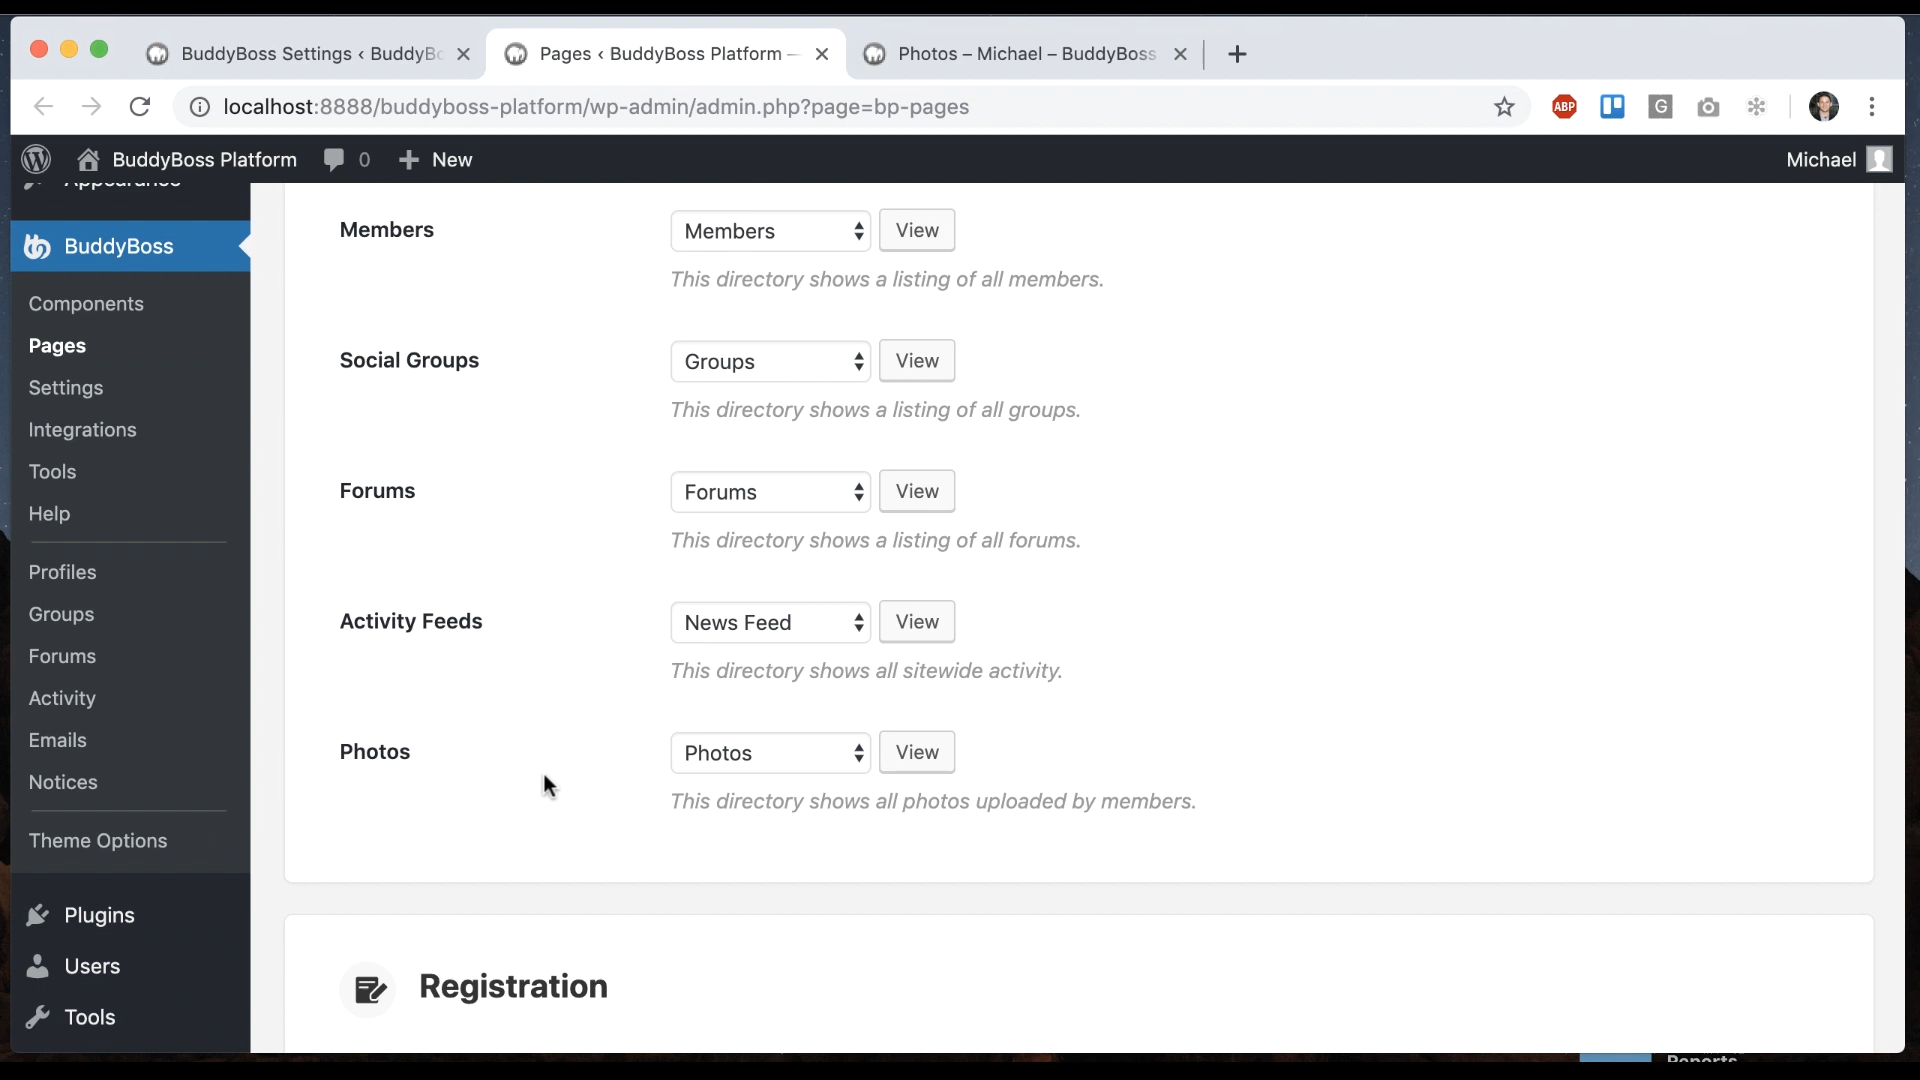 BuddyBoss Settings ‹ BuddyBo
Pages ‹ BuddyBoss Platform —
Photos – Michael – BuddyBoss
localhost:8888/buddyboss-platform/wp-admin/admin.php?page=bp-pages
ABP
G
BuddyBoss Platform
0
New
Michael
Appearance
BuddyBoss
Components
Pages
Settings
Integrations
Tools
Help
Profiles
Groups
Forums
Activity
Emails
Notices
Theme Options
Plugins
Users
Tools
Members
Members
View
This directory shows a listing of all members.
Social Groups
Groups
View
This directory shows a listing of all groups.
Forums
Forums
View
This directory shows a listing of all forums.
Activity Feeds
News Feed
View
This directory shows all sitewide activity.
Photos
Photos
View
This directory shows all photos uploaded by members.
Registration
Reports